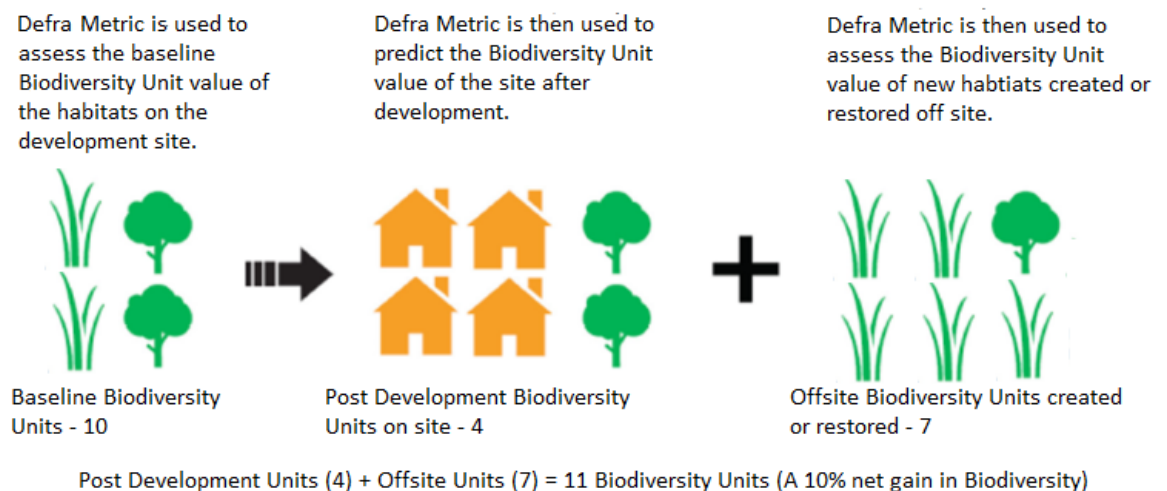 Defra Metric is used to
assess the baseline
Biodiversity Unit value of
the habitats on the
development site.
Defra Metric is then used to
predict the Biodiversity Unit
value of the site after
development.
Defra Metric is then used to
assess the Biodiversity Unit
value of new habtiats created or
restored off site.
Baseline Biodiversity
Units - 10
Post Development Biodiversity
Units on site - 4
Offsite Biodiversity Units created
or restored - 7
Post Development Units (4) + Offsite Units (7) = 11 Biodiversity Units (A 10% net gain in Biodiversity)